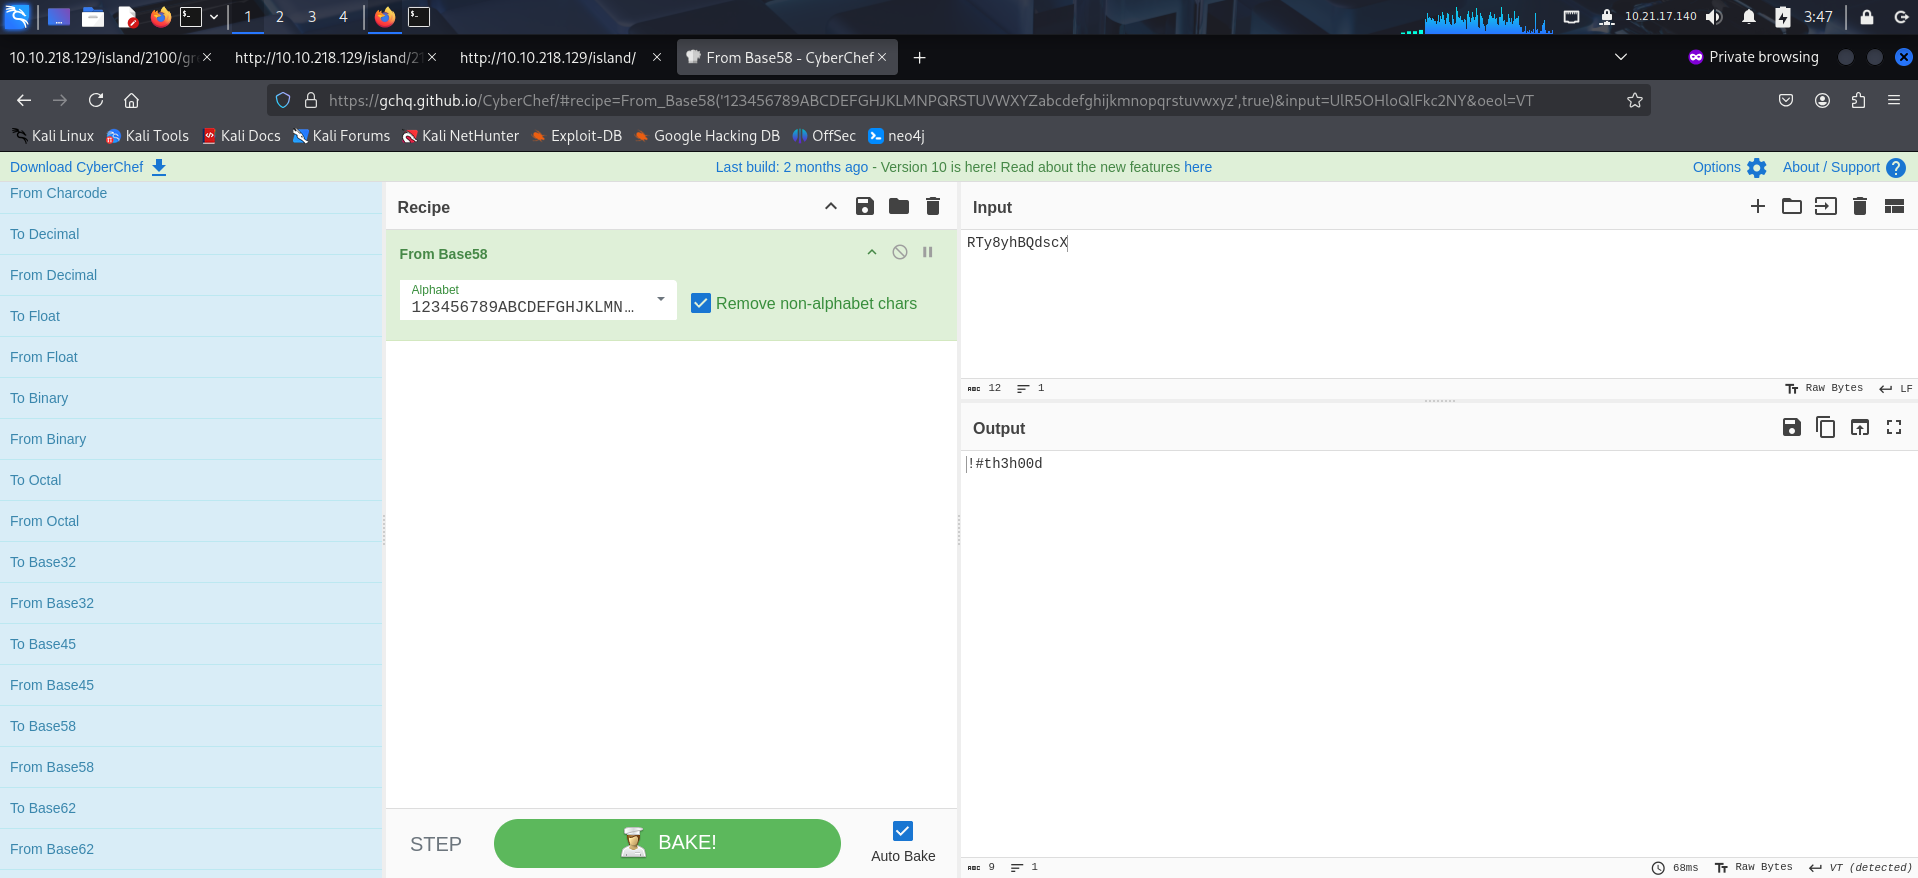 1 2 3 4 10.21.17.140 3:47
10.10.218.129/island/2100/gr http://10.10.218.129/island/21 http://10.10.218.129/island/ From Base58 - CyberChef Private browsing
https://gchq.github.io/CyberChef/#recipe=From_Base58('123456789ABCDEFGHJKLMNPQRSTUVWXYZabcdefghijkmnopqrstuvwxyz',true)&input=UlR5OHloQlFkc2NY&oeol=VT
Kali Linux Kali Tools Kali Docs Kali Forums Kali NetHunter Exploit-DB Google Hacking DB OffSec neo4j
Download CyberChef Last build: 2 months ago - Version 10 is here! Read about the new features here Options About / Support
From Charcode
To Decimal
From Decimal
To Float
From Float
To Binary
From Binary
To Octal
From Octal
To Base32
From Base32
To Base45
From Base45
To Base58
From Base58
To Base62
From Base62
Recipe
From Base58
Alphabet
123456789ABCDEFGHJKLMN…
Remove non-alphabet chars
STEP
BAKE!
Auto Bake
Input
RTy8yhBQdscX
ABC 12 1 Tт Raw Bytes LF
Output
!#th3h00d
ABC 9 1 68ms Tт Raw Bytes VT (detected)